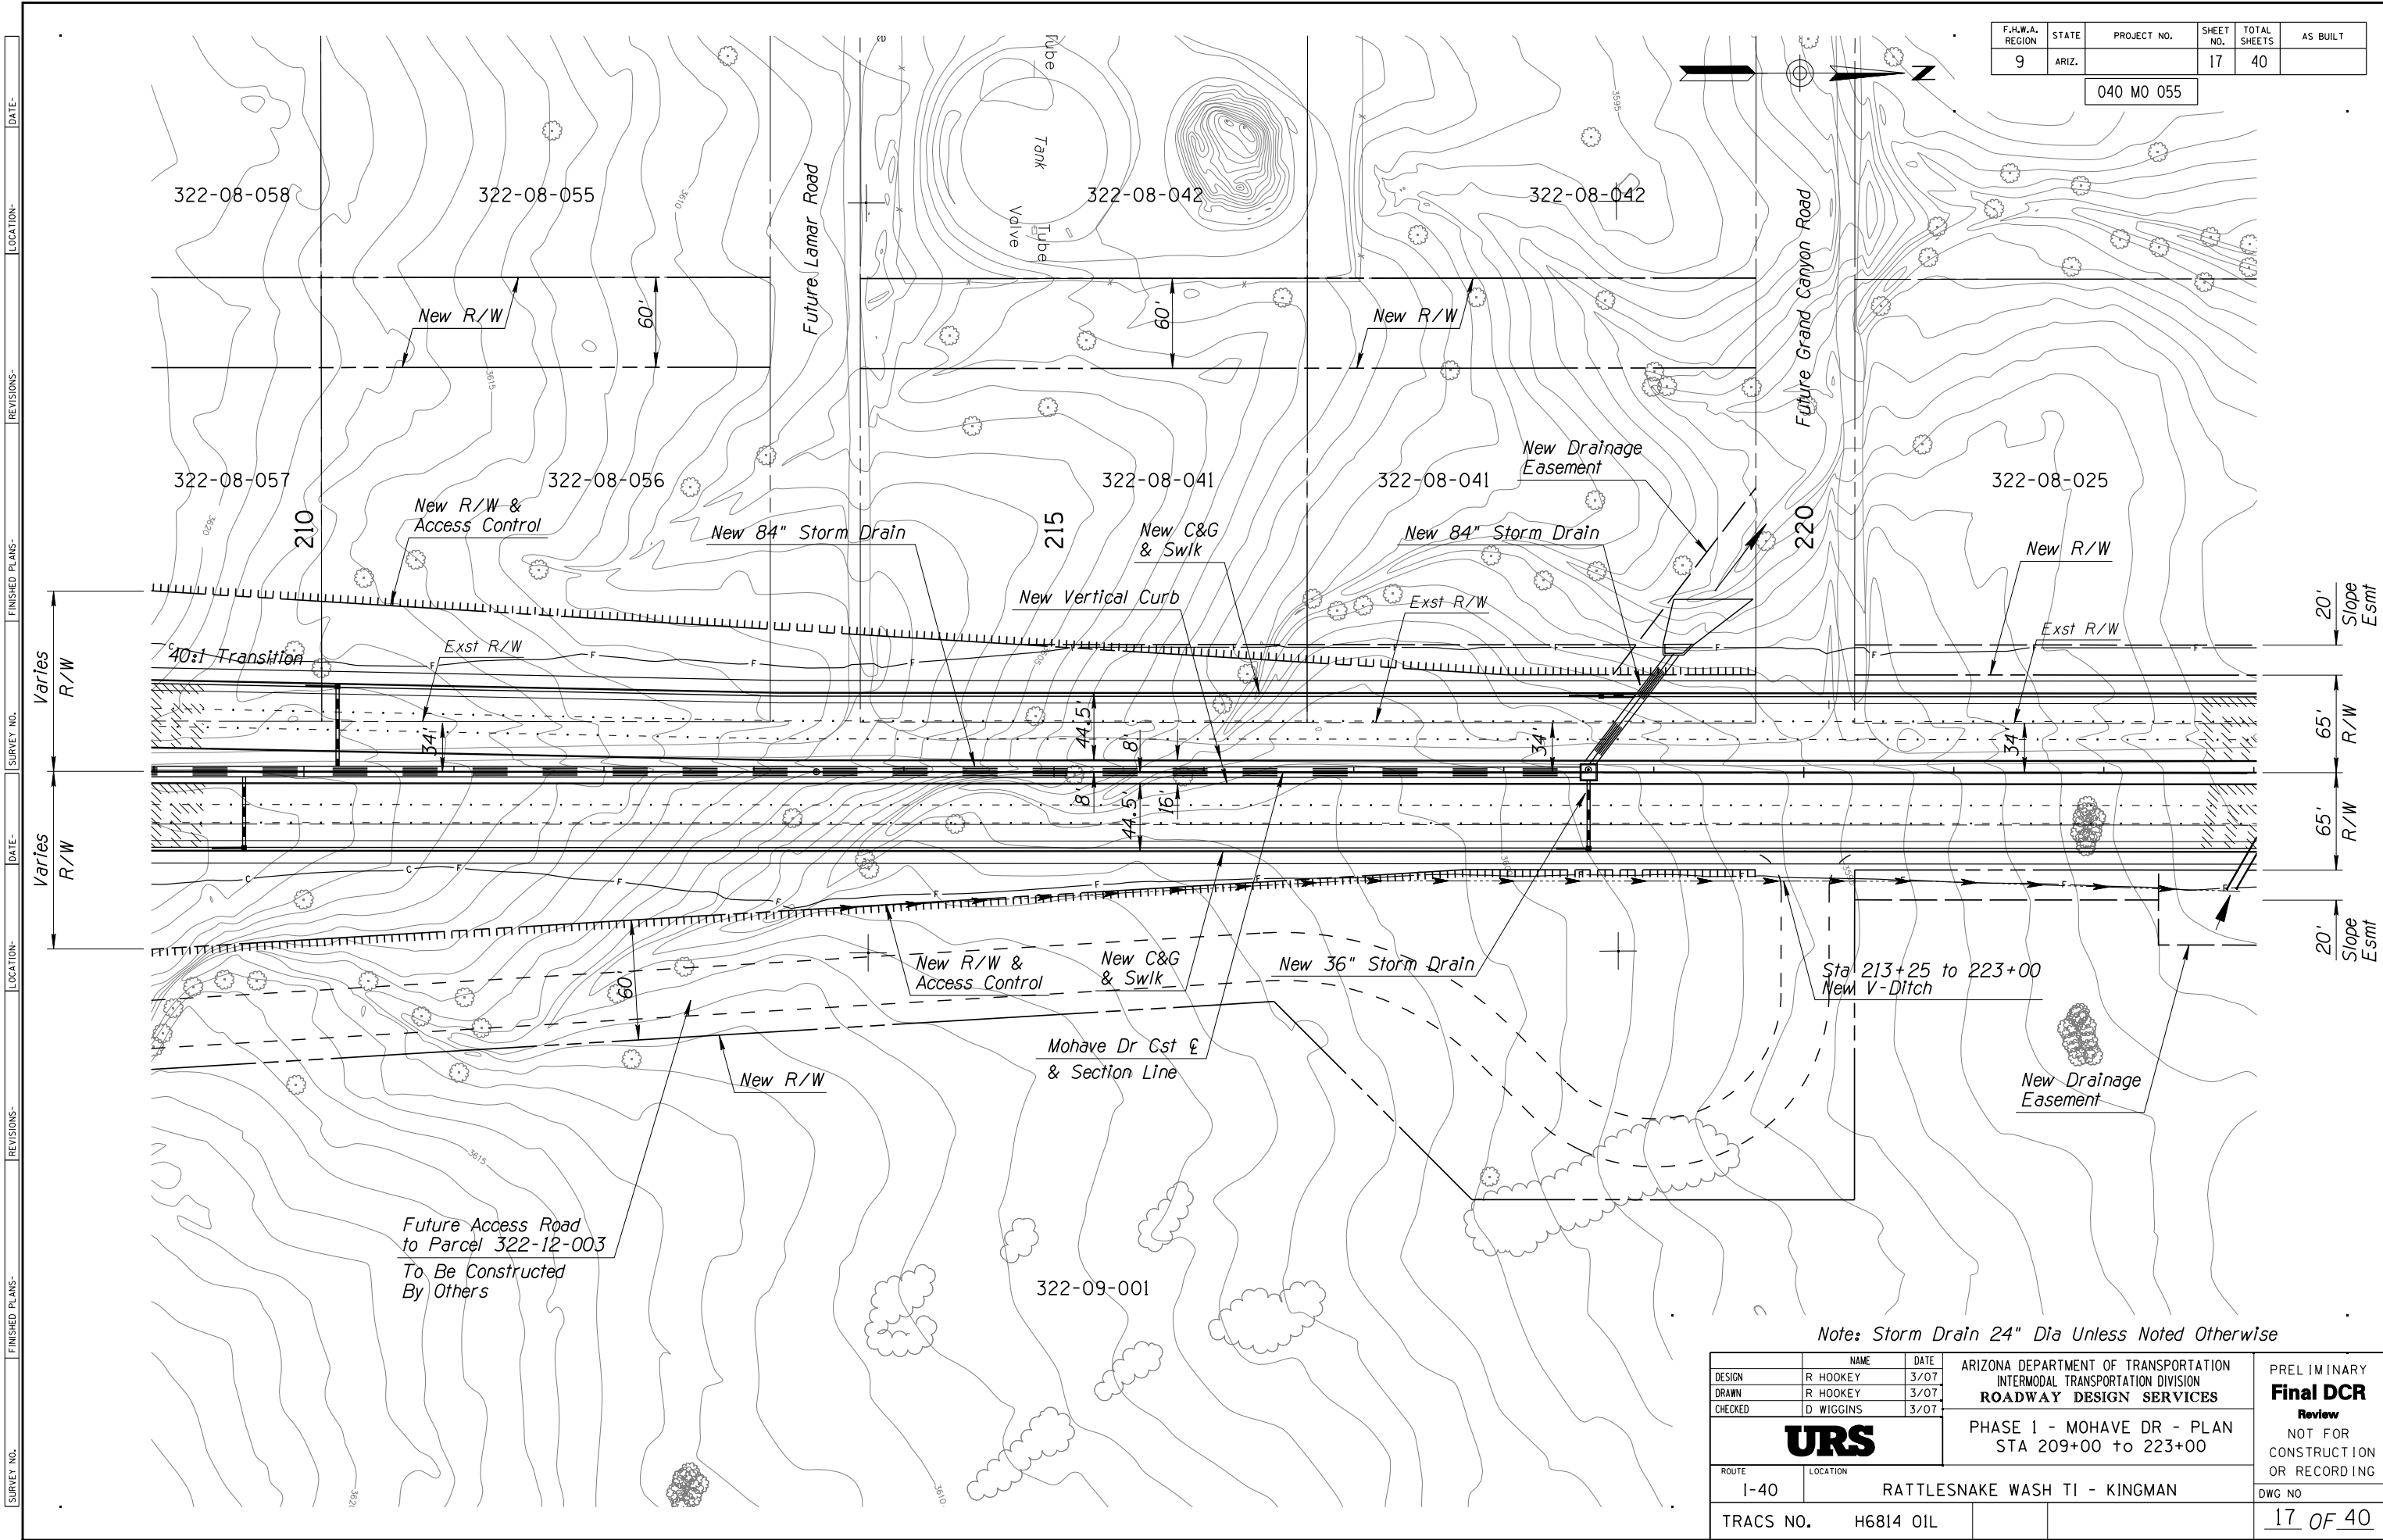 F.H.W.A. REGION
STATE
PROJECT NO.
SHEET NO.
TOTAL SHEETS
AS BUILT
9
ARIZ.
17
40
040 MO 055
N
Tube
Tank
Volve
Tube
322-08-058
322-08-055
322-08-042
322-08-042
Future Lamar Road
Future Grand Canyon Road
3610
3595
New R/W
60'
60'
New R/W
3615
3620
322-08-057
322-08-056
322-08-041
322-08-041
322-08-025
New Drainage
Easement
New R/W &
Access Control
210
215
220
New 84" Storm Drain
New C&G
& Swlk
New 84" Storm Drain
New R/W
New Vertical Curb
Exst R/W
20'
Slope
Esmt
40:1 Transition
Exst R/W
Exst R/W
3605
Varies
R/W
34'
44.5'
8'
34'
34'
65'
R/W
8'
44.5'
16'
65'
R/W
Varies
R/W
60'
New R/W &
Access Control
New C&G
& Swlk
New 36" Storm Drain
Sta 213+25 to 223+00
New V-Ditch
20'
Slope
Esmt
Mohave Dr Cst ℄
& Section Line
New R/W
New Drainage
Easement
3615
Future Access Road
to Parcel 322-12-003
To Be Constructed
By Others
322-09-001
3610
Note: Storm Drain 24" Dia Unless Noted Otherwise
NAME
DATE
DESIGN
R HOOKEY
3/07
DRAWN
R HOOKEY
3/07
CHECKED
D WIGGINS
3/07
ARIZONA DEPARTMENT OF TRANSPORTATION
INTERMODAL TRANSPORTATION DIVISION
ROADWAY DESIGN SERVICES
PRELIMINARY
Final DCR
Review
NOT FOR
CONSTRUCTION
OR RECORDING
URS
PHASE 1 - MOHAVE DR - PLAN
STA 209+00 to 223+00
ROUTE
I-40
LOCATION
RATTLESNAKE WASH TI - KINGMAN
DWG NO
17 OF 40
TRACS NO. H6814 01L
SURVEY NO.
FINISHED PLANS-
REVISIONS-
LOCATION-
DATE-
SURVEY NO.
FINISHED PLANS-
REVISIONS-
LOCATION-
DATE-